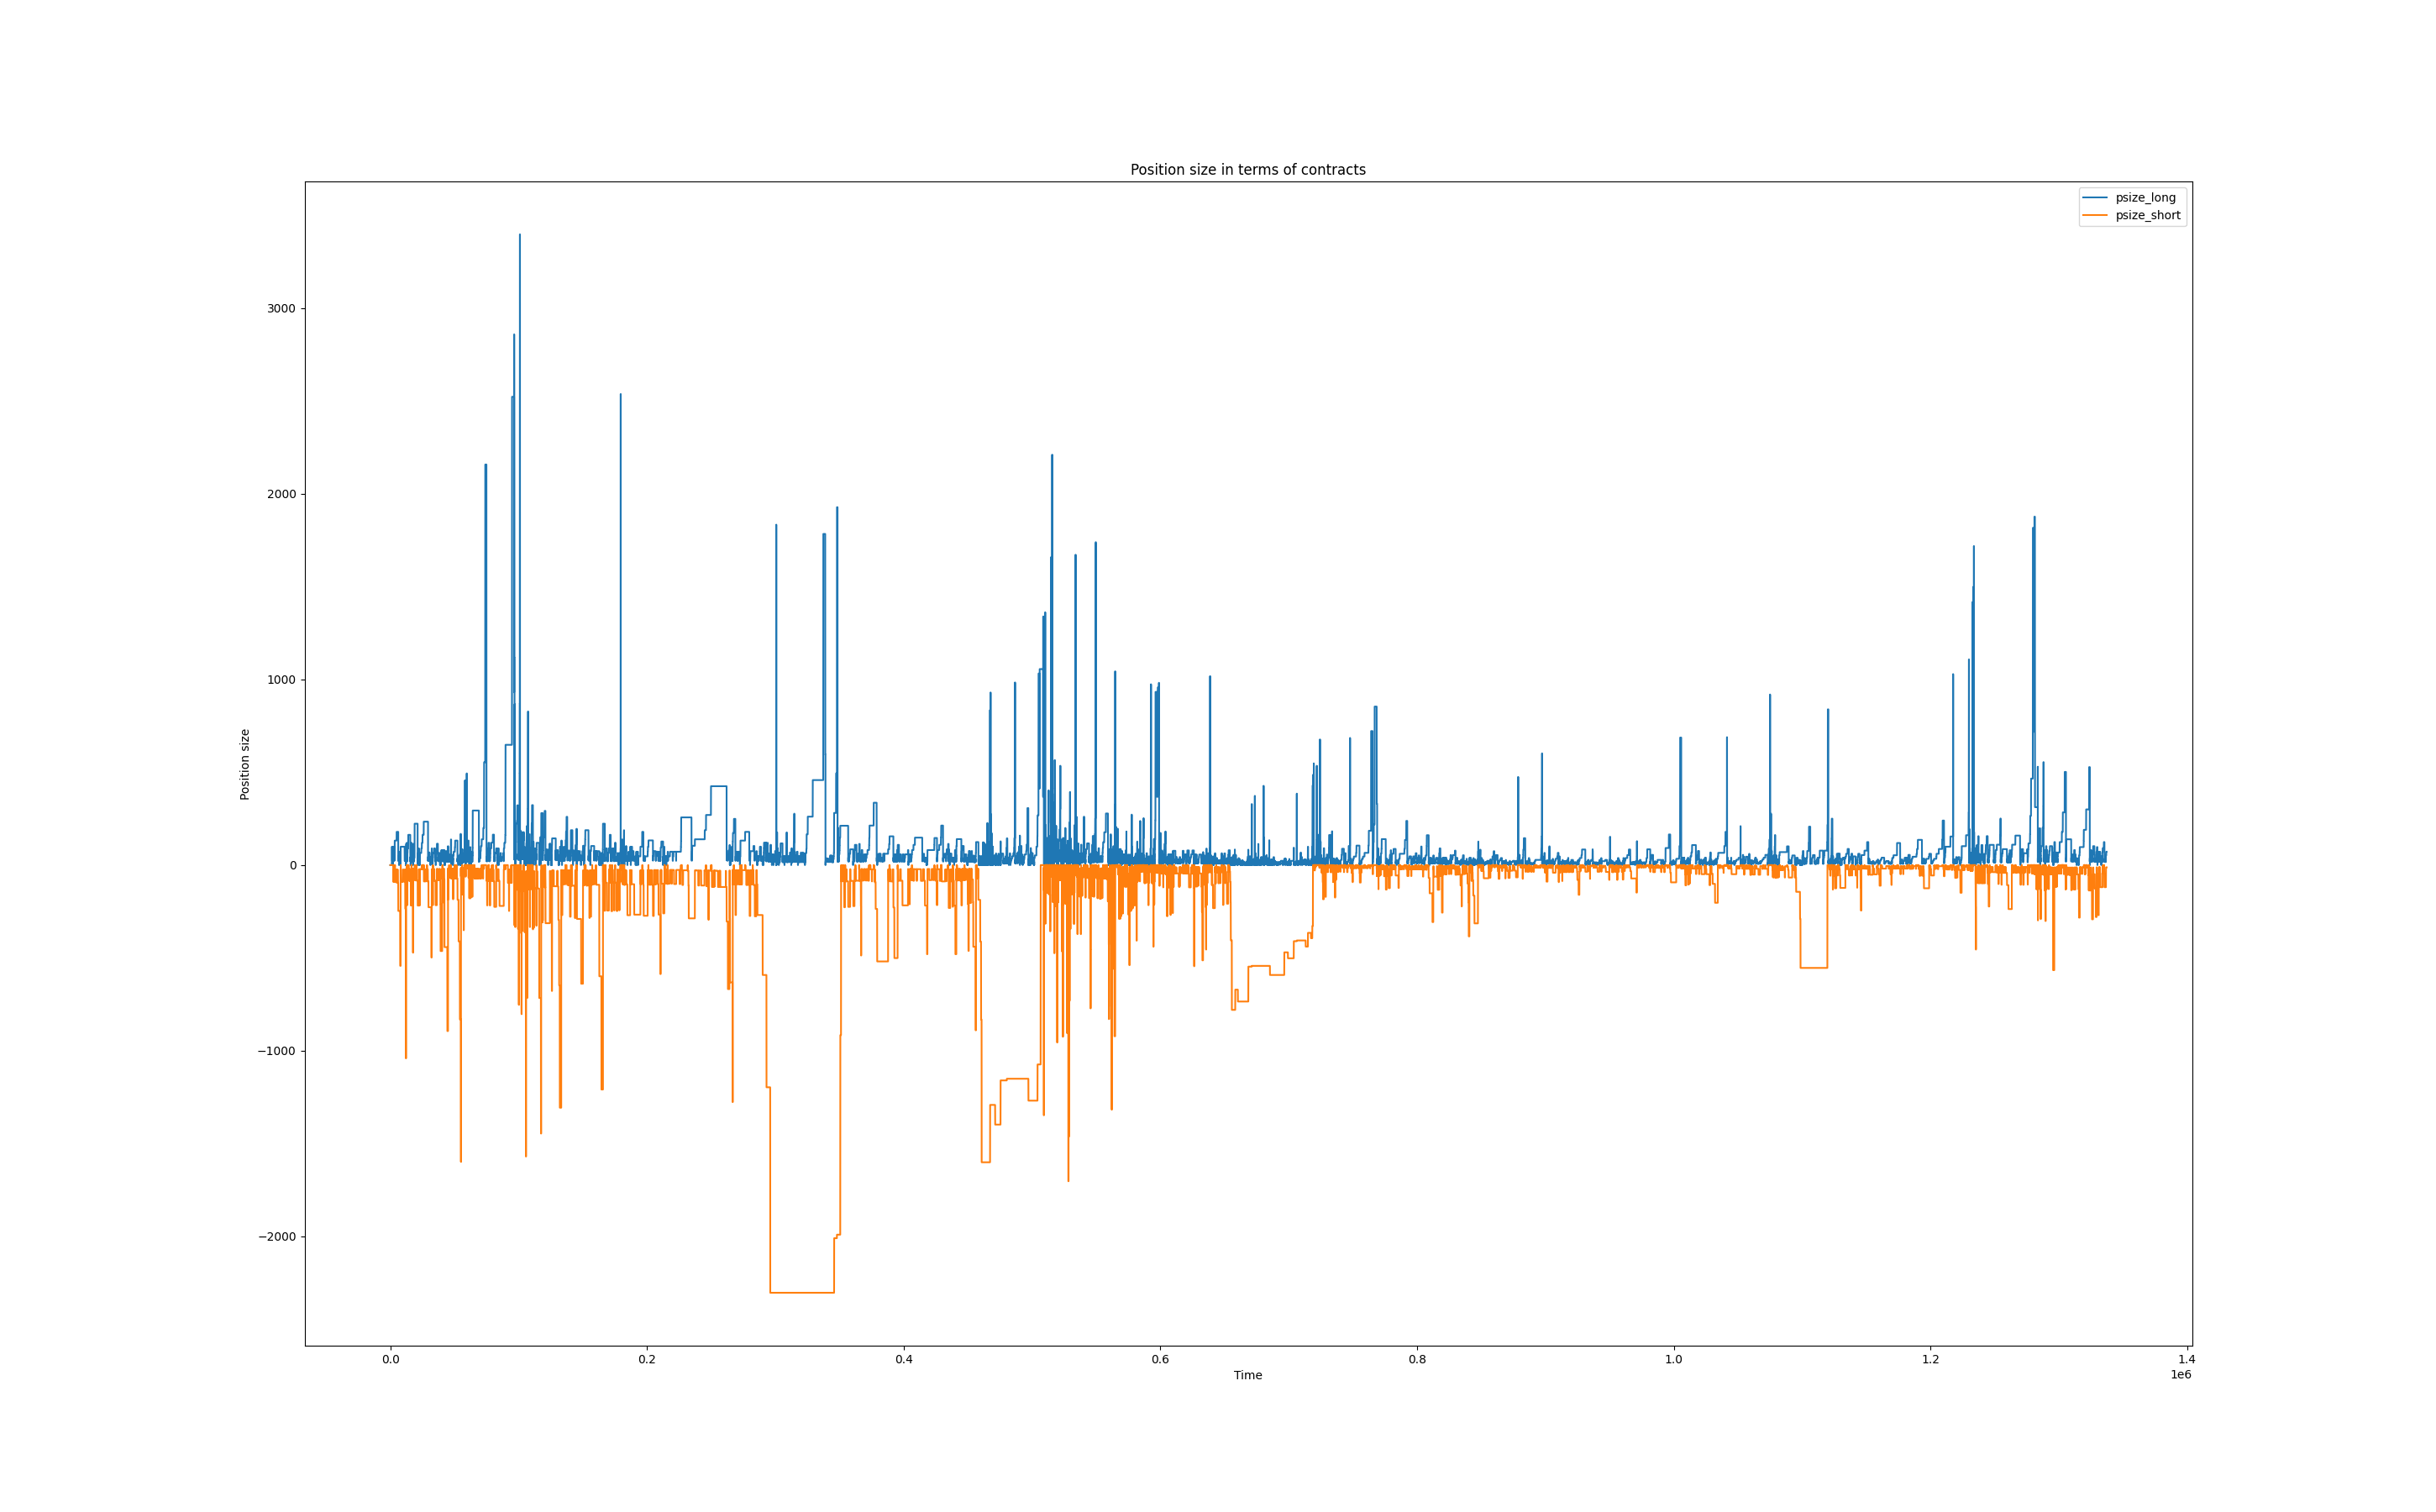 Position size in terms of contracts
psize_long
psize_short
3000
2000
1000
0
−1000
−2000
Position size
0.0 0.2 0.4 0.6 0.8 1.0 1.2 1.4
Time
1e6